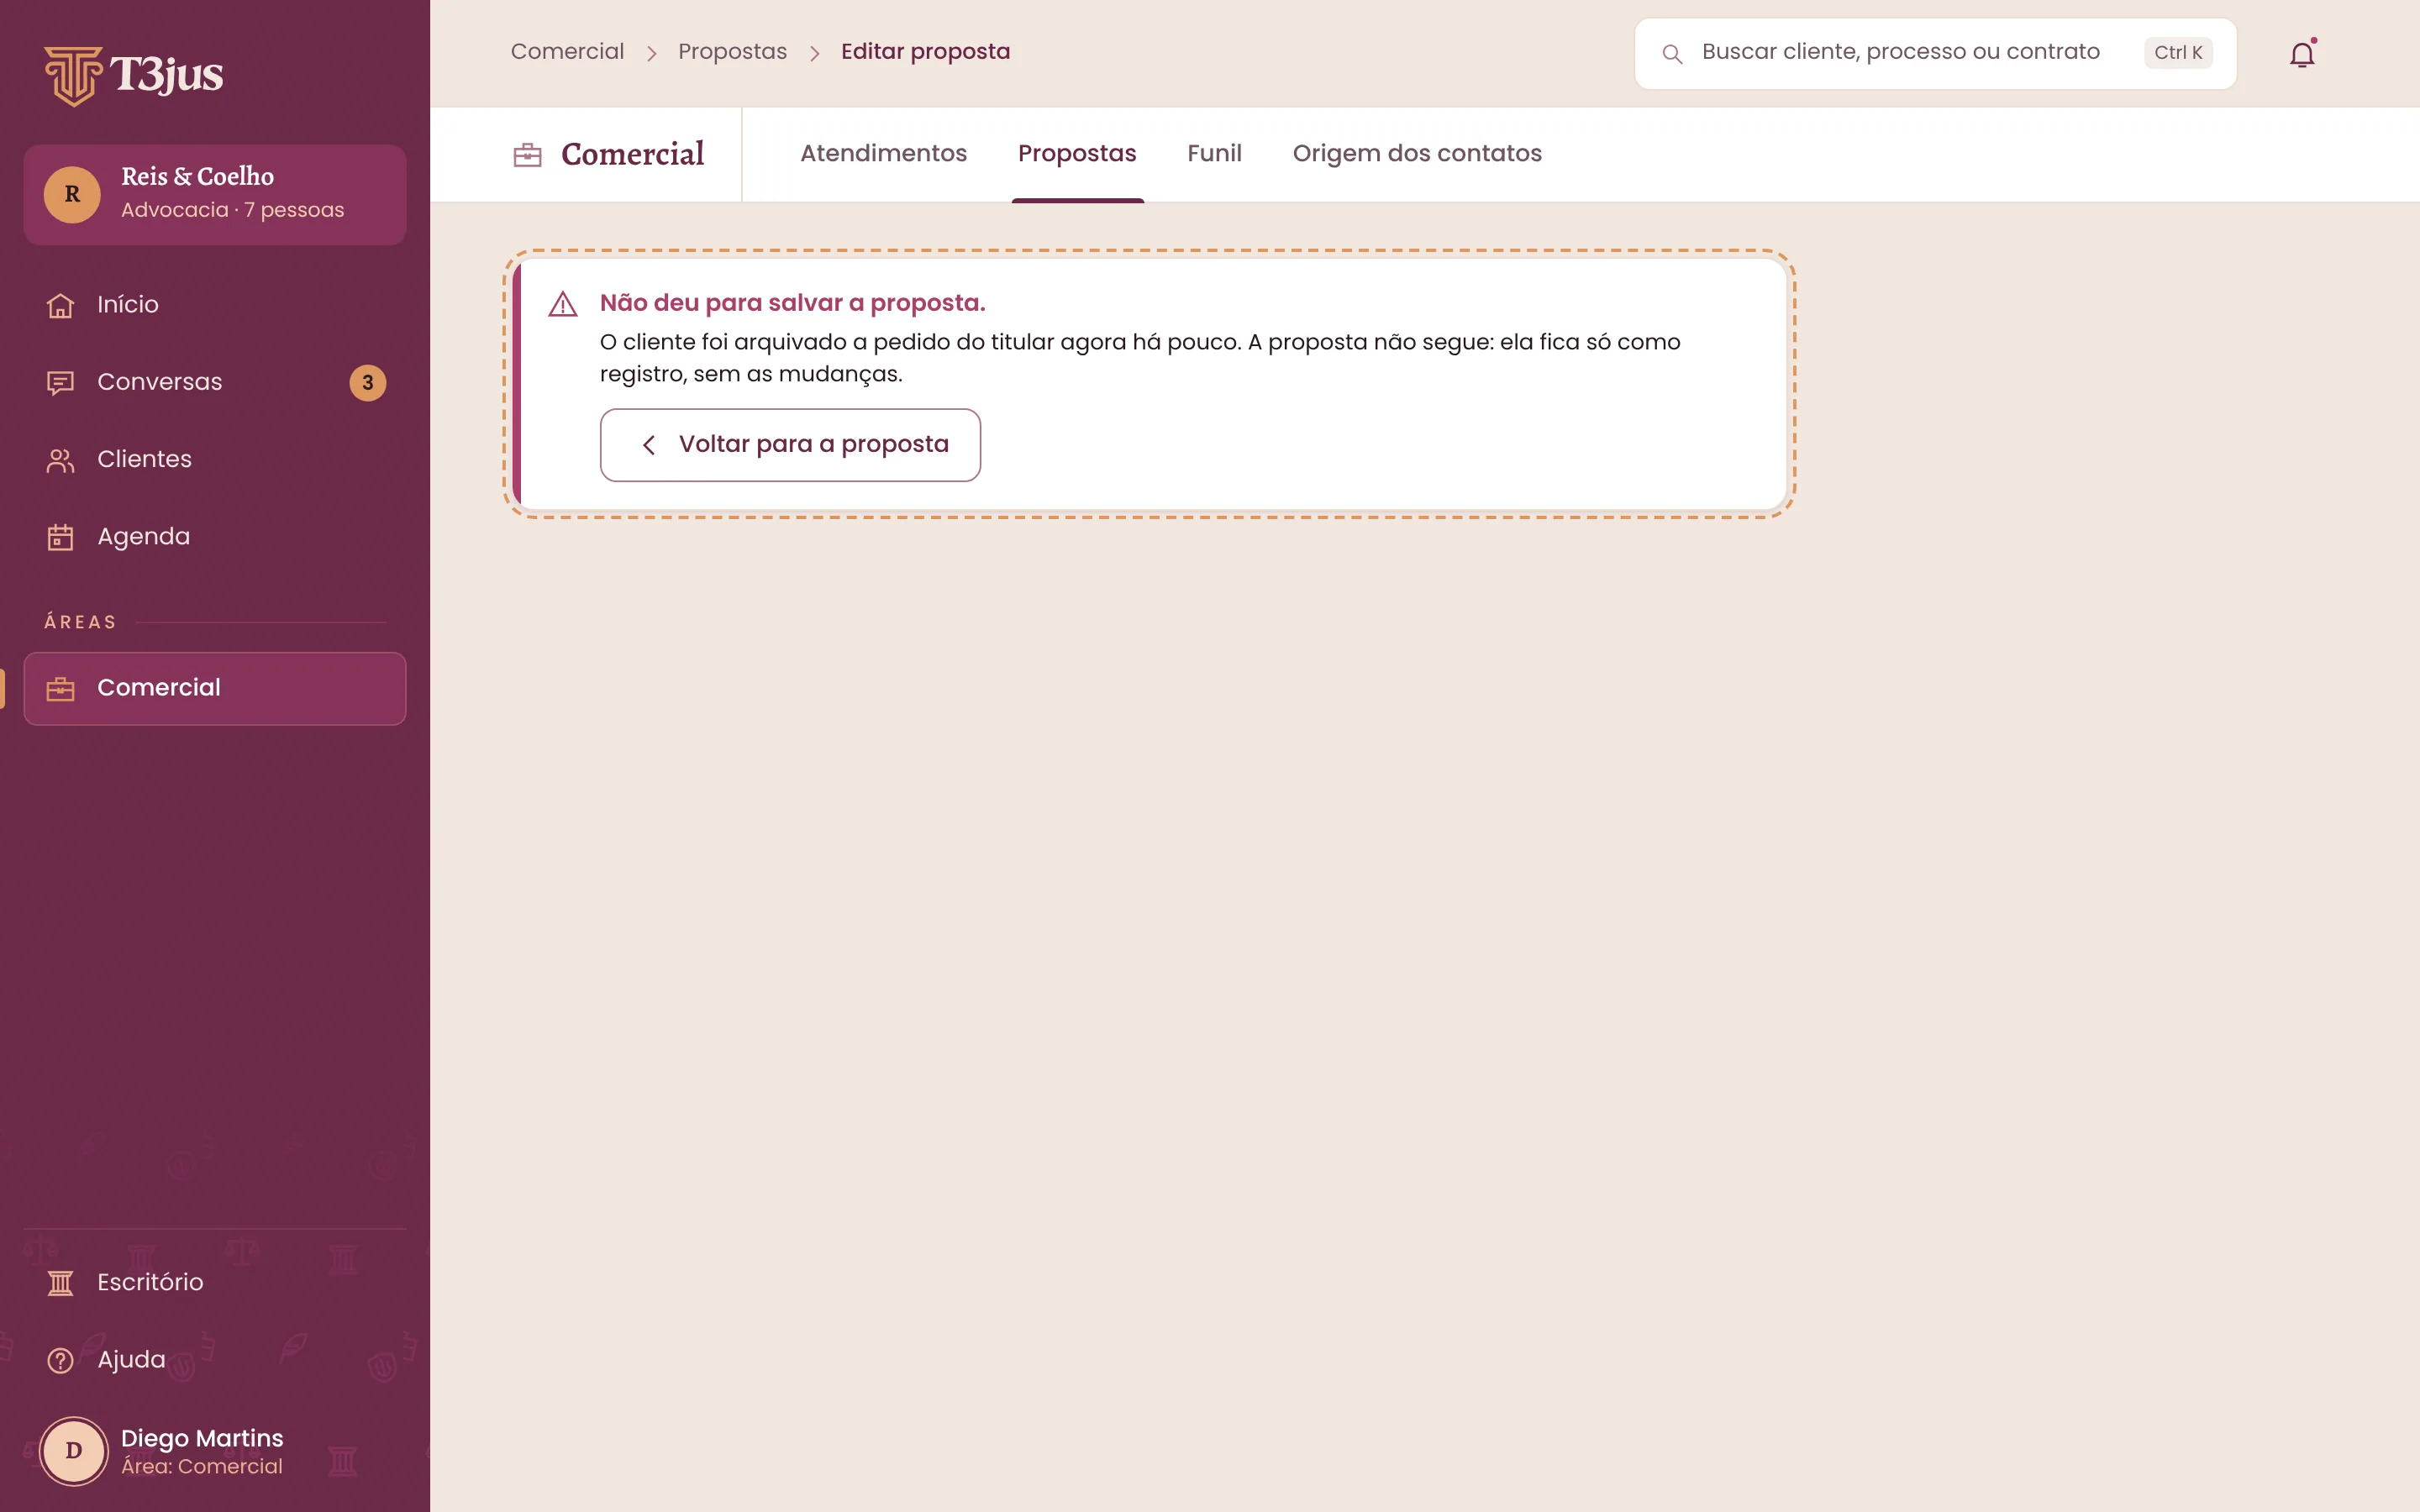 T3jus
R
Reis & Coelho
Advocacia · 7 pessoas
Início
Conversas
3
Clientes
Agenda
ÁREAS
Comercial
Escritório
Ajuda
D
Diego Martins
Área: Comercial
Comercial
Propostas
Editar proposta
Buscar cliente, processo ou contrato
Ctrl K
Comercial
Atendimentos
Propostas
Funil
Origem dos contatos
Não deu para salvar a proposta.
O cliente foi arquivado a pedido do titular agora há pouco. A proposta não segue: ela fica só como
registro, sem as mudanças.
Voltar para a proposta